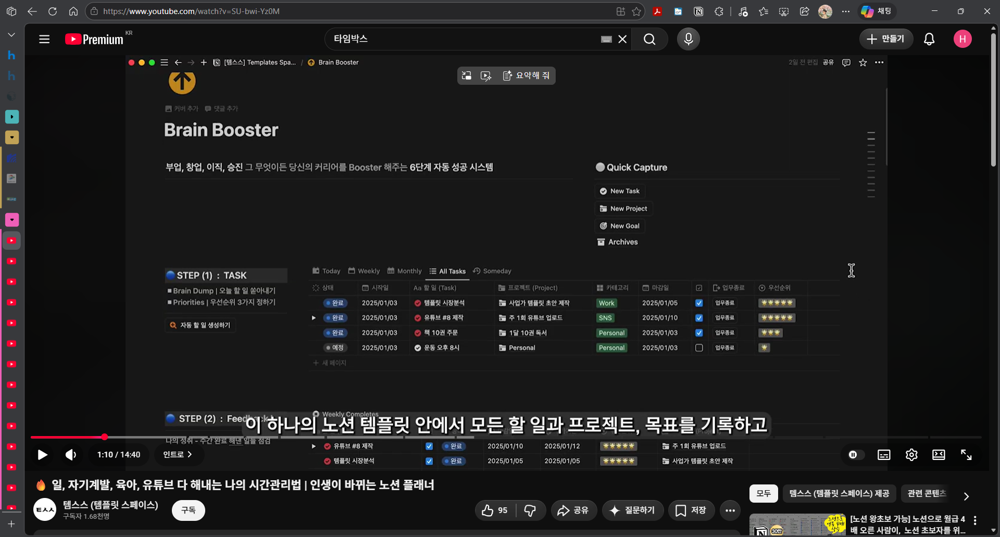 https://www.youtube.com/watch?v=SU-bwi-Yz0M
채팅
Premium KR
타임박스
만들기
H
[템스스] Templates Spa... / Brain Booster
2일 전 편집 공유
요약해 줘
커버 추가 댓글 추가
Brain Booster
부업, 창업, 이직, 승진 그 무엇이든 당신의 커리어를 Booster 해주는 6단계 자동 성공 시스템
Quick Capture
New Task
New Project
New Goal
Archives
STEP (1) : TASK
Brain Dump | 오늘 할 일 쏟아내기
Priorities | 우선순위 3가지 정하기
자동 할 일 생성하기
Today Weekly Monthly All Tasks Someday
상태 시작일 Aa 할 일 (Task) 프로젝트 (Project) 카테고리 마감일 업무종료 우선순위
완료 2025/01/03 템플릿 시장분석 사업가 템플릿 초안 제작 Work 2025/01/05 업무종료
완료 2025/01/03 유튜브 #8 제작 주 1회 유튜브 업로드 SNS 2025/01/10 업무종료
완료 2025/01/03 책 10권 주문 1달 10권 독서 Personal 2025/01/03 업무종료
예정 2025/01/03 운동 오후 8시 Personal Personal 2025/01/03 업무종료
새 페이지
STEP (2) : Feedback
Weekly Completes
이 하나의 노션 템플릿 안에서 모든 할 일과 프로젝트, 목표를 기록하고
나의 성취 - 주간 완료 해낸 일들 점검
유튜브 #8 제작 완료 2025/01/10 2025/01/12 주 1회 유튜브 업로드
템플릿 시장분석 완료 2025/01/05 2025/01/05 사업가 템플릿 초안 제작
1:10 / 14:40 인트로
일, 자기계발, 육아, 유튜브 다 해내는 나의 시간관리법 | 인생이 바뀌는 노션 플래너
ㅌㅅㅅ
템스스 (템플릿 스페이스)
구독자 1.68천명
구독
95
공유
질문하기
저장
모두
템스스 (템플릿 스페이스) 제공
관련 콘텐츠
[노션 왕초보 가능] 노션으로 월급 4
배 오른 사람이, 노션 초보자를 위...
30만